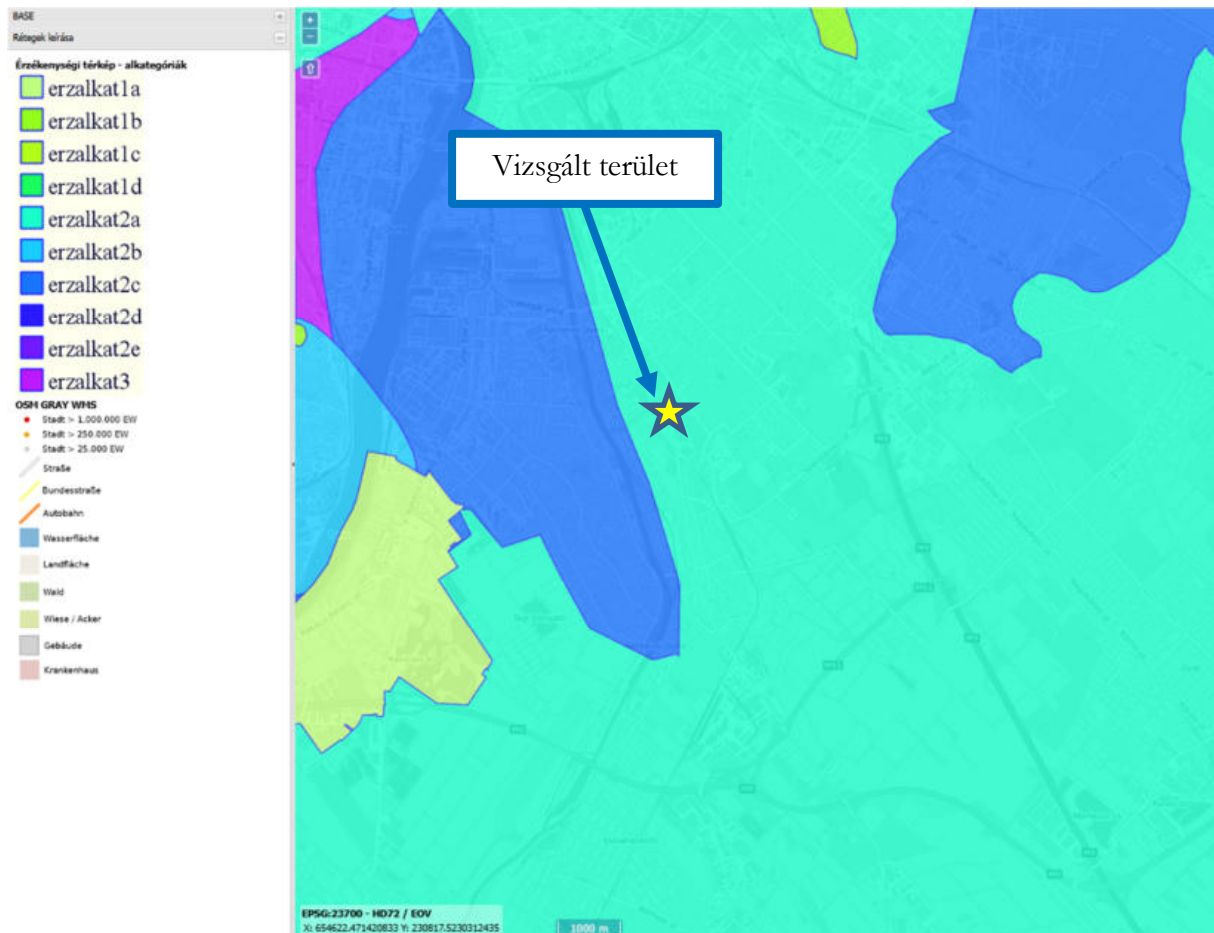 BASE
Rétegek leírása
Érzékenységi térkép - alkategóriák
erzalkat1a
erzalkat1b
erzalkat1c
erzalkat1d
erzalkat2a
erzalkat2b
erzalkat2c
erzalkat2d
erzalkat2e
erzalkat3
OSM GRAY WMS
Stadt > 1.000.000 EW
Stadt > 250.000 EW
Stadt > 25.000 EW
Straße
Bundesstraße
Autobahn
Wasserfläche
Landfläche
Wald
Wiese / Acker
Gebäude
Krankenhaus
Vizsgált terület
EPSG:23700 - HD72 / EOV
X: 654622.471420833 Y: 230817.5230312435
1000 m